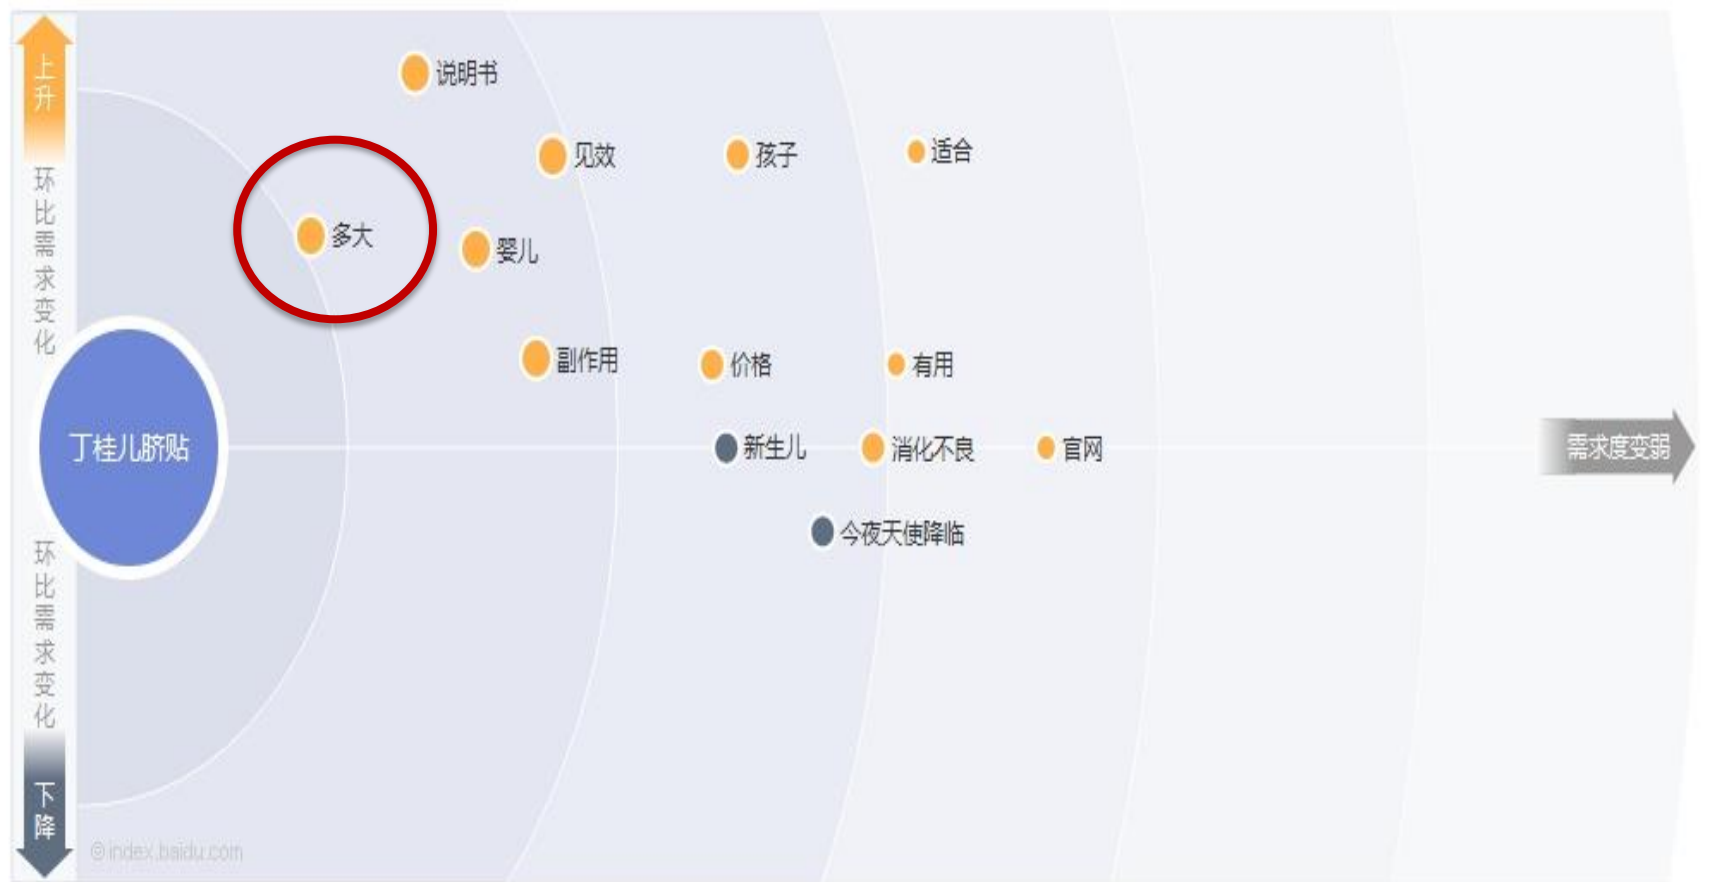 上升
环比需求变化
说明书
见效
孩子
适合
多大
婴儿
副作用
价格
有用
丁桂儿脐贴
新生儿
消化不良
官网
需求度变弱
今夜天使降临
环比需求变化
下降
©index.baidu.com